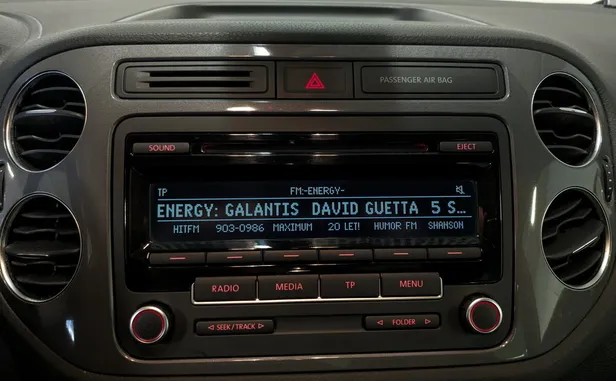 PASSENGER AIR BAG
SOUND
EJECT
TP FM:-ENERGY-
ENERGY: GALANTIS DAVID GUETTA 5 S...
HITFM 903-0986 MAXIMUM 20 LET! HUMOR FM SHAHSON
RADIO MEDIA TP MENU
SEEK/TRACK FOLDER